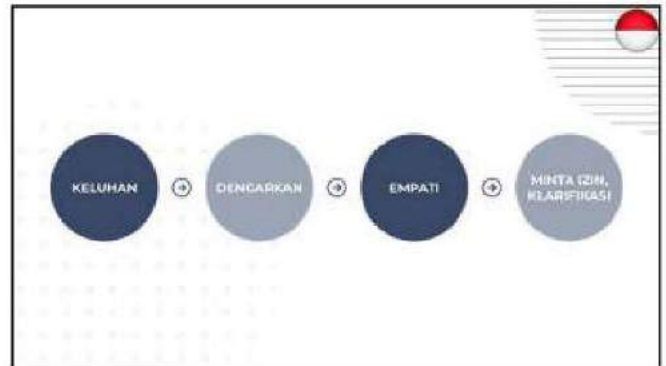 KELUHAN
DENGARKAN
EMPATI
MINTA IZIN,
KLARIFIKASI